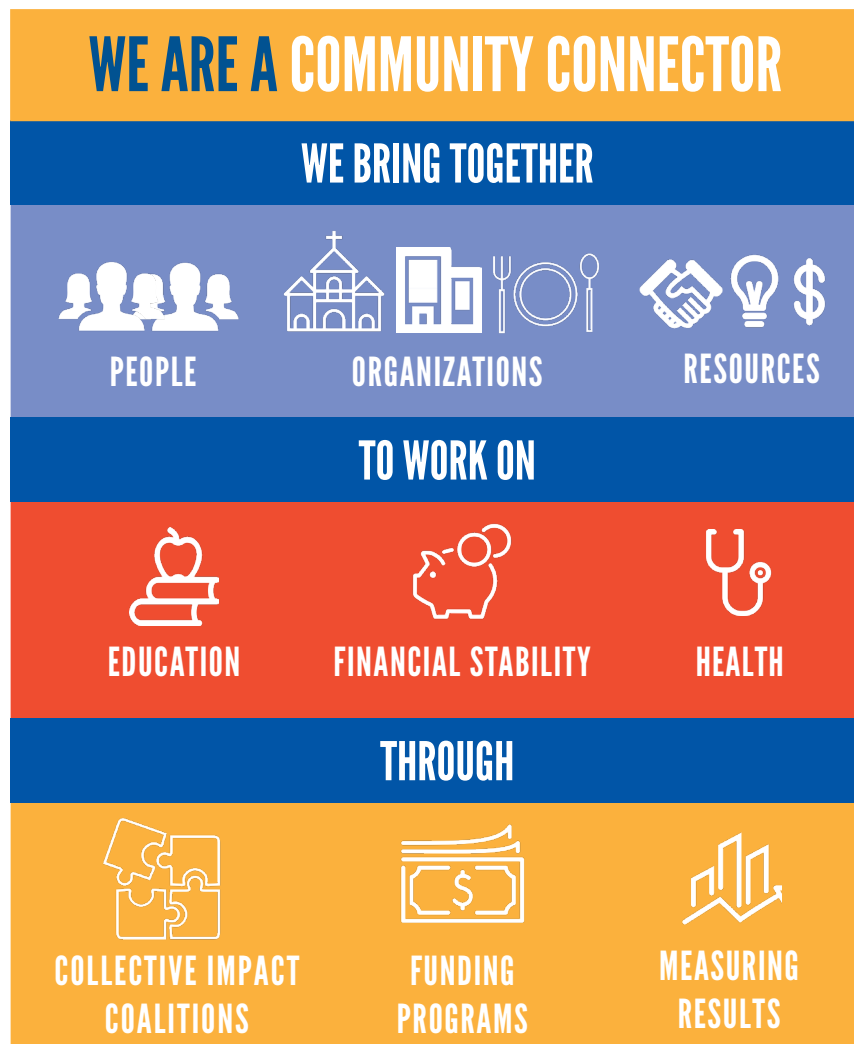 WE ARE A COMMUNITY CONNECTOR
WE BRING TOGETHER
PEOPLE
ORGANIZATIONS
RESOURCES
$
TO WORK ON
EDUCATION
FINANCIAL STABILITY
HEALTH
THROUGH
$
COLLECTIVE IMPACT
COALITIONS
FUNDING
PROGRAMS
MEASURING
RESULTS